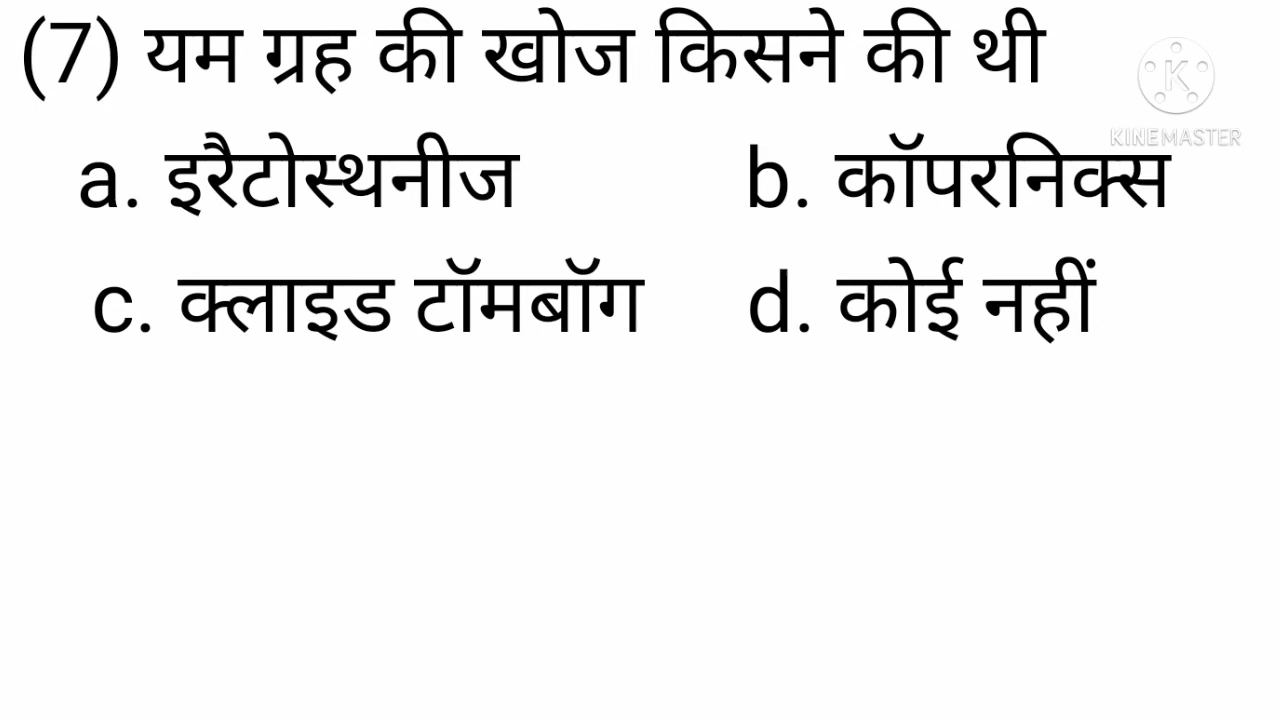 (7) यम ग्रह की खोज किसने की थी
K
KINEMASTER
a. इरैटोस्थनीज b. कॉपरनिक्स
c. क्लाइड टॉमबॉग d. कोई नहीं